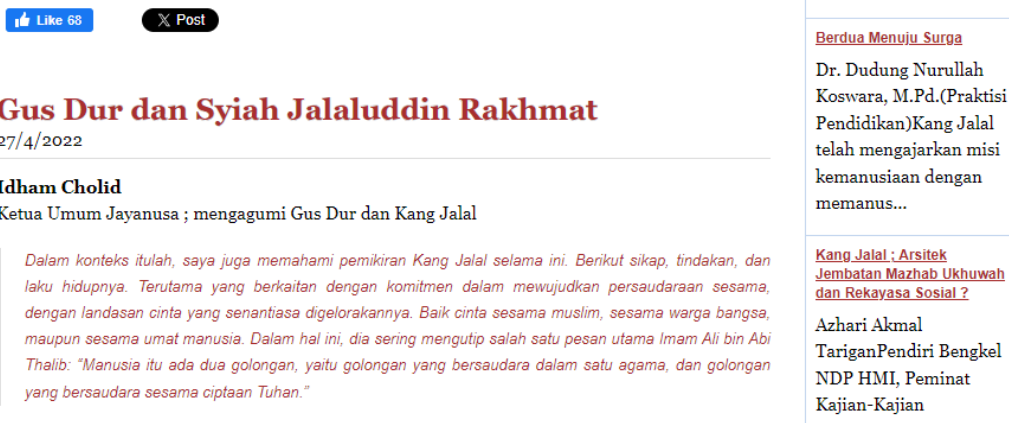 Like 68
Post
Gus Dur dan Syiah Jalaluddin Rakhmat
27/4/2022
Idham Cholid
Ketua Umum Jayanusa ; mengagumi Gus Dur dan Kang Jalal
Dalam konteks itulah, saya juga memahami pemikiran Kang Jalal selama ini. Berikut sikap, tindakan, dan
laku hidupnya. Terutama yang berkaitan dengan komitmen dalam mewujudkan persaudaraan sesama,
dengan landasan cinta yang senantiasa digelorakannya. Baik cinta sesama muslim, sesama warga bangsa,
maupun sesama umat manusia. Dalam hal ini, dia sering mengutip salah satu pesan utama Imam Ali bin Abi
Thalib: “Manusia itu ada dua golongan, yaitu golongan yang bersaudara dalam satu agama, dan golongan
yang bersaudara sesama ciptaan Tuhan.”
Berdua Menuju Surga
Dr. Dudung Nurullah
Koswara, M.Pd.(Praktisi
Pendidikan)Kang Jalal
telah mengajarkan misi
kemanusiaan dengan
memanus...
Kang Jalal ; Arsitek
Jembatan Mazhab Ukhuwah
dan Rekayasa Sosial ?
Azhari Akmal
TariganPendiri Bengkel
NDP HMI, Peminat
Kajian-Kajian